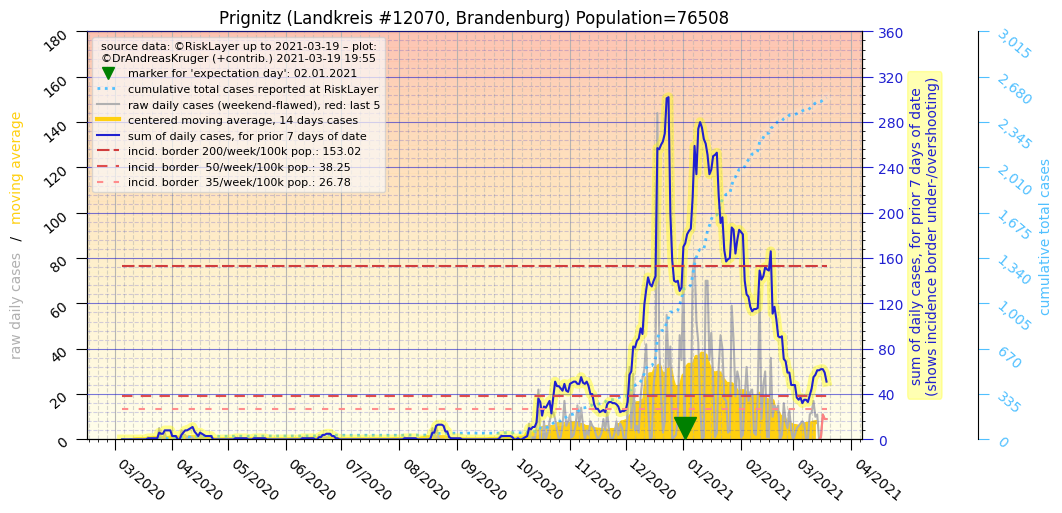 Prignitz (Landkreis #12070, Brandenburg) Population=76508
source data: ©RiskLayer up to 2021-03-19 – plot:
©DrAndreasKruger (+contrib.) 2021-03-19 19:55
marker for 'expectation day': 02.01.2021
cumulative total cases reported at RiskLayer
raw daily cases (weekend-flawed), red: last 5
centered moving average, 14 days cases
sum of daily cases, for prior 7 days of date
incid. border 200/week/100k pop.: 153.02
incid. border  50/week/100k pop.: 38.25
incid. border  35/week/100k pop.: 26.78
raw daily cases / moving average
180
160
140
120
100
80
60
40
20
0
360
320
280
240
200
160
120
80
40
0
sum of daily cases, for prior 7 days of date
(shows incidence border under-/overshooting)
3,015
2,680
2,345
2,010
1,675
1,340
1,005
670
335
0
cumulative total cases
03/2020
04/2020
05/2020
06/2020
07/2020
08/2020
09/2020
10/2020
11/2020
12/2020
01/2021
02/2021
03/2021
04/2021